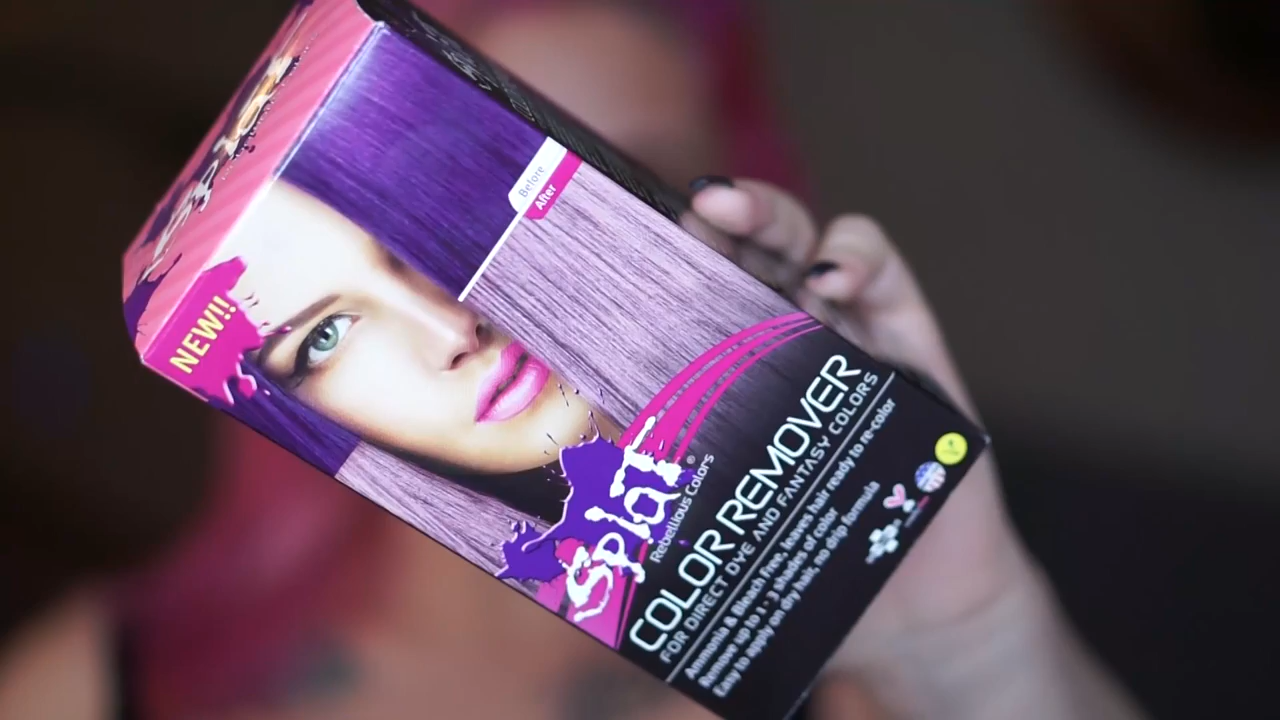 Splat
Before
After
NEW!!
Splat®
Rebellious Colors
COLOR REMOVER
FOR DIRECT DYE AND FANTASY COLORS
Ammonia & Bleach Free, leaves hair ready to re-color
Remove up to 1 - 3 shades of color
Easy to apply on dry hair, no drip formula